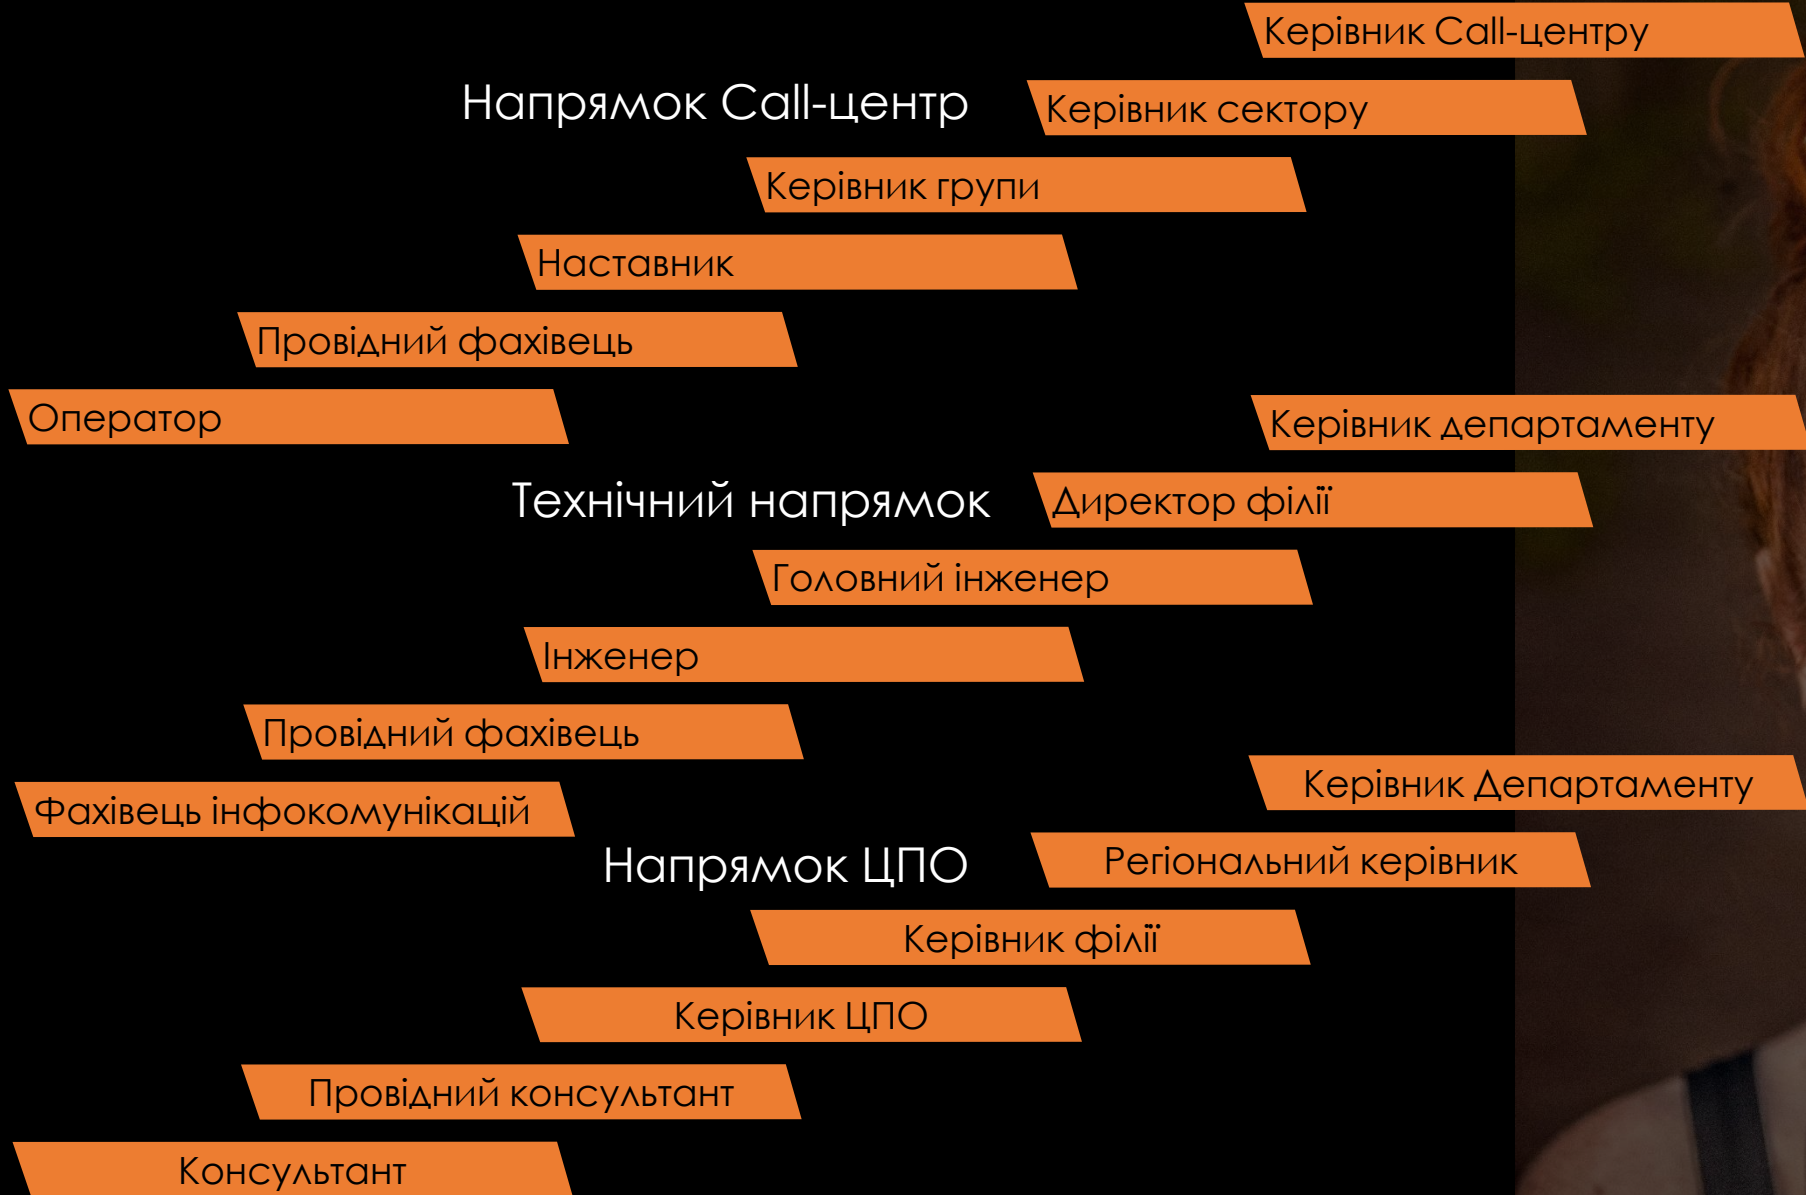 Керівник Call-центру
Напрямок Call-центр
Керівник сектору
Керівник групи
Наставник
Провідний фахівець
Оператор
Керівник департаменту
Технічний напрямок
Директор філії
Головний інженер
Інженер
Провідний фахівець
Фахівець інфокомунікацій
Керівник Департаменту
Напрямок ЦПО
Регіональний керівник
Керівник філії
Керівник ЦПО
Провідний консультант
Консультант